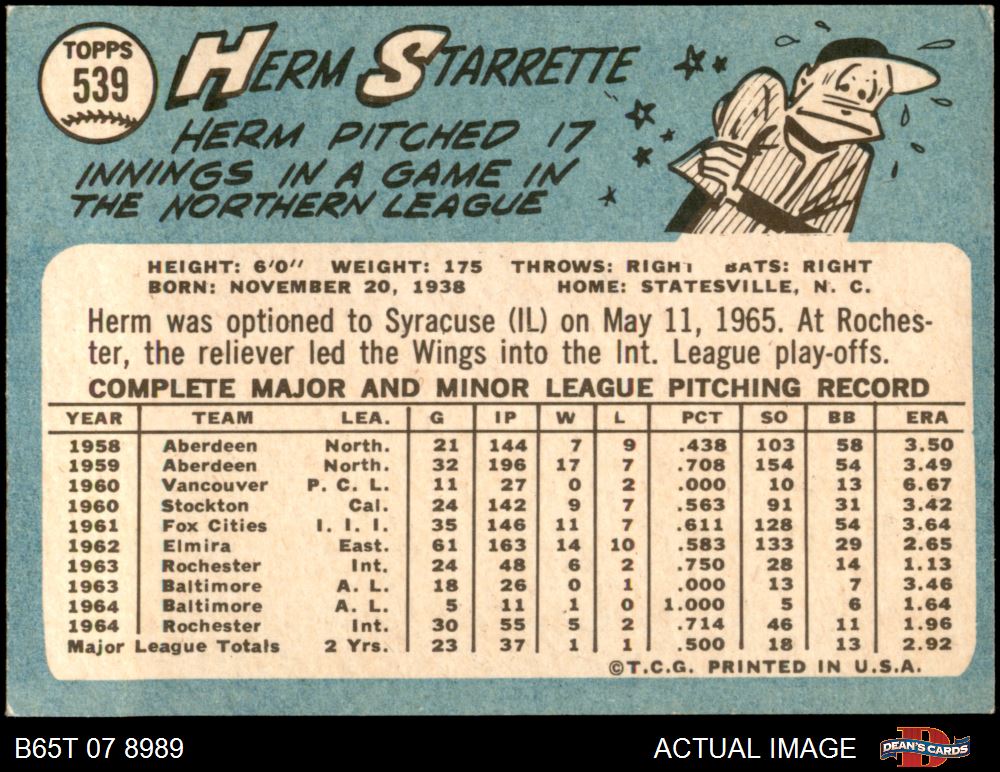 TOPPS
539
HERM STARRETTE
HERM PITCHED 17
INNINGS IN A GAME IN
THE NORTHERN LEAGUE
HEIGHT: 6'0" WEIGHT: 175 THROWS: RIGHT BATS: RIGHT
BORN: NOVEMBER 20, 1938 HOME: STATESVILLE, N. C.
Herm was optioned to Syracuse (IL) on May 11, 1965. At Roches-
ter, the reliever led the Wings into the Int. League play-offs.
COMPLETE MAJOR AND MINOR LEAGUE PITCHING RECORD
YEAR TEAM LEA. G IP W L PCT SO BB ERA
1958 Aberdeen North. 21 144 7 9 .438 103 58 3.50
1959 Aberdeen North. 32 196 17 7 .708 154 54 3.49
1960 Vancouver P. C. L. 11 27 0 2 .000 10 13 6.67
1960 Stockton Cal. 24 142 9 7 .563 91 31 3.42
1961 Fox Cities I. I. I. 35 146 11 7 .611 128 54 3.64
1962 Elmira East. 61 163 14 10 .583 133 29 2.65
1963 Rochester Int. 24 48 6 2 .750 28 14 1.13
1963 Baltimore A. L. 18 26 0 1 .000 13 7 3.46
1964 Baltimore A. L. 5 11 1 0 1.000 5 6 1.64
1964 Rochester Int. 30 55 5 2 .714 46 11 1.96
Major League Totals 2 Yrs. 23 37 1 1 .500 18 13 2.92
©T.C.G. PRINTED IN U.S.A.
B65T 07 8989 ACTUAL IMAGE
D
DEAN'S CARDS